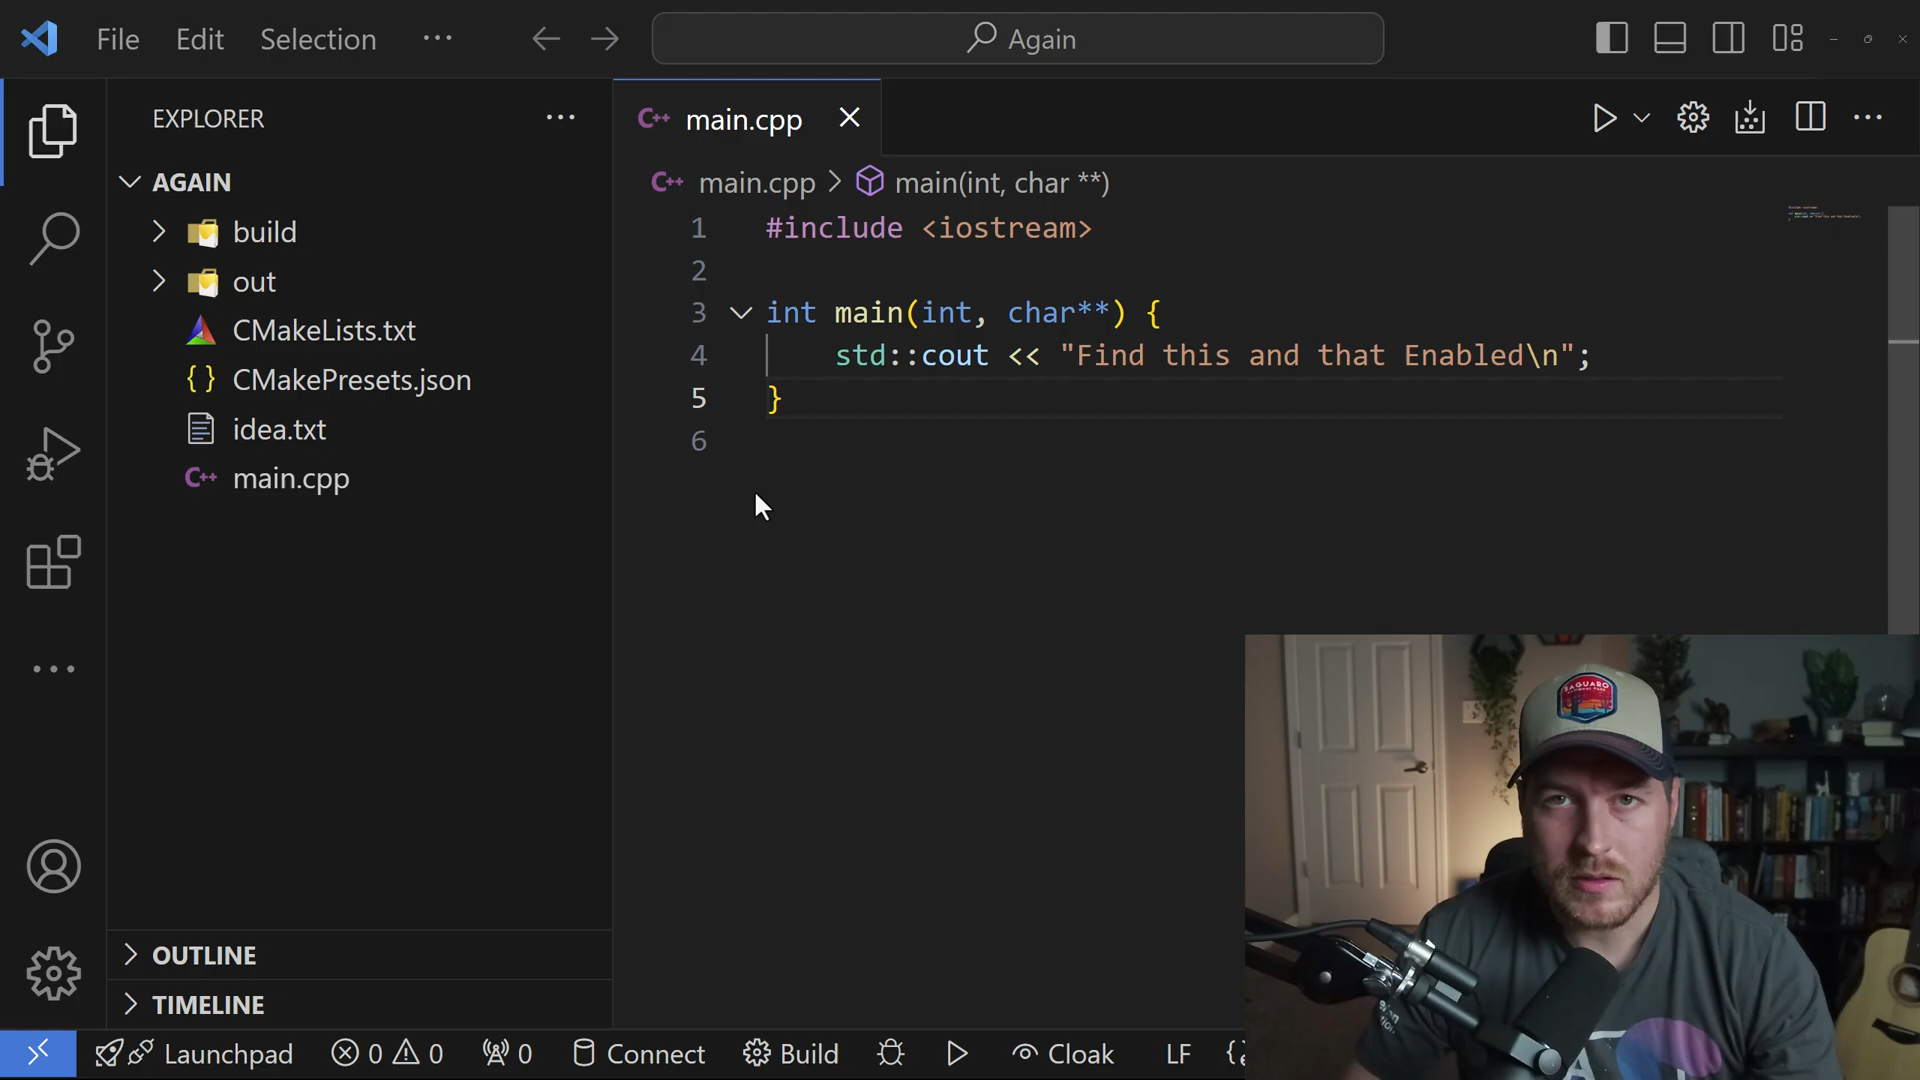 File Edit Selection ··· Again
EXPLORER ···
AGAIN
build
out
CMakeLists.txt
{ } CMakePresets.json
idea.txt
C++ main.cpp
OUTLINE
TIMELINE
C++ main.cpp
C++ main.cpp > main(int, char **)
1 #include <iostream>
2
3 int main(int, char**) {
4 std::cout << "Find this and that Enabled\n";
5 }
6
SAGUARO
Launchpad 0 0 0 Connect Build Cloak LF {